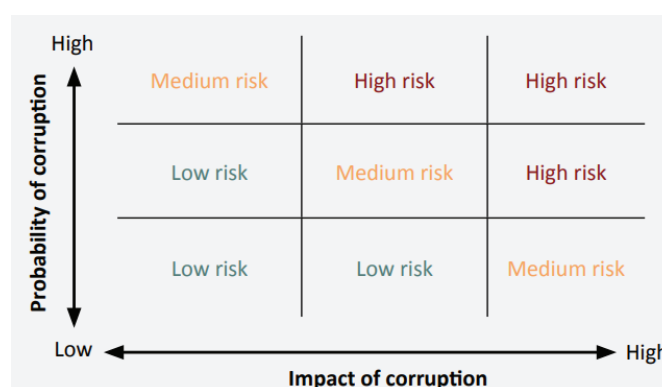 High
Medium risk High risk High risk
Probability of corruption
Low risk Medium risk High risk
Low risk Low risk Medium risk
Low High
Impact of corruption